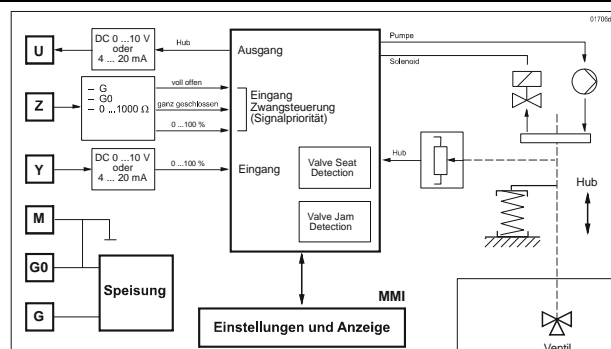 01706d
U
DC 0 ...10 V
oder
4 ... 20 mA
Hub
Ausgang
Pumpe
Solenoid
Z
– G
– G0
– 0 ...1000 Ω
voll offen
ganz geschlossen
0 ...100 %
Eingang
Zwangsteuerung
(Signalpriorität)
Y
DC 0 ...10 V
oder
4 ... 20 mA
0 ...100 %
Eingang
Valve Seat
Detection
Valve Jam
Detection
Hub
Hub
M
G0
G
Speisung
MMI
Einstellungen und Anzeige
Ventil